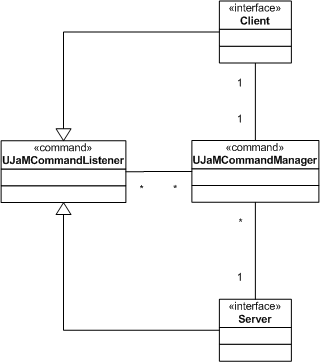 «interface»
Client
1
1
«command»
UJaMCommandListener
«command»
UJaMCommandManager
* *
*
1
«interface»
Server